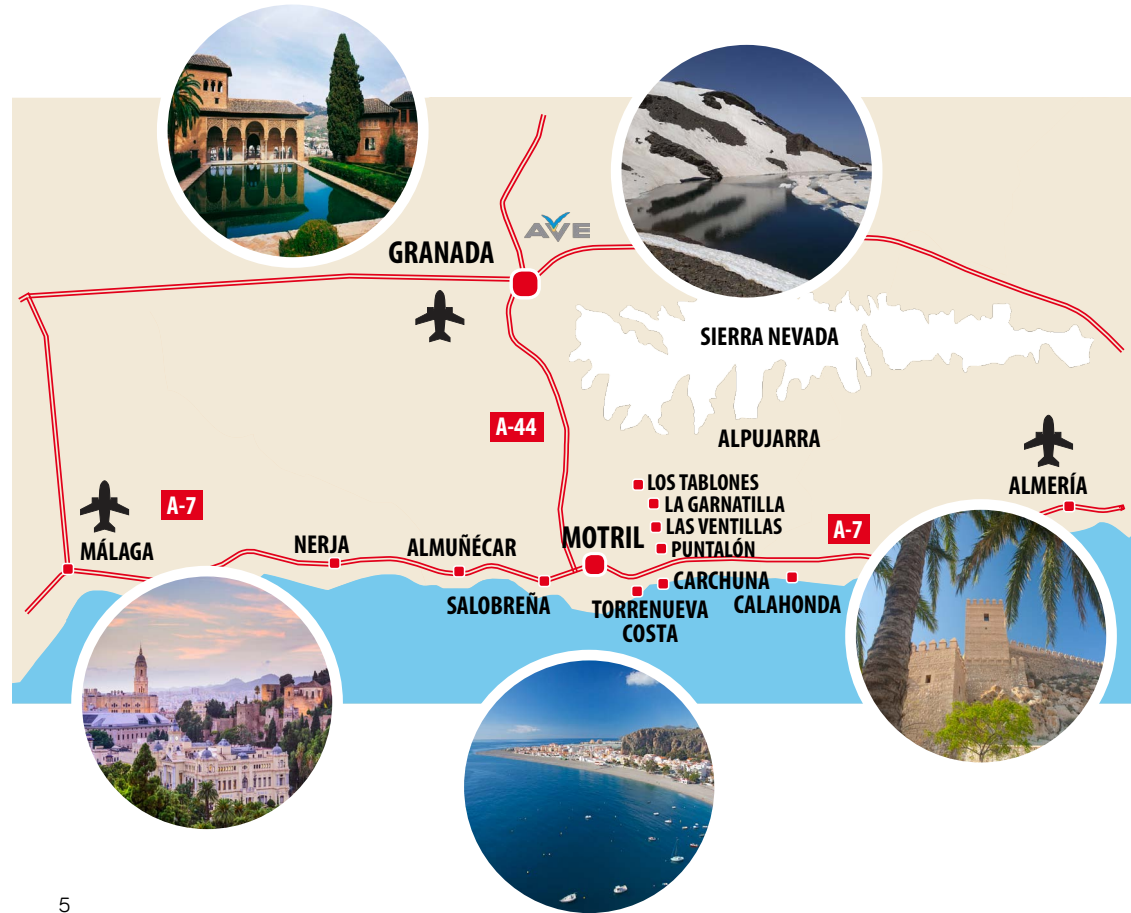 AVE
GRANADA
SIERRA NEVADA
A-44
ALPUJARRA
LOS TABLONES
ALMERÍA
A-7
LA GARNATILLA
LAS VENTILLAS
A-7
MOTRIL
NERJA
ALMUÑÉCAR
MÁLAGA
PUNTALÓN
CARCHUNA
SALOBREÑA
TORRENUEVA
COSTA
CALAHONDA
5